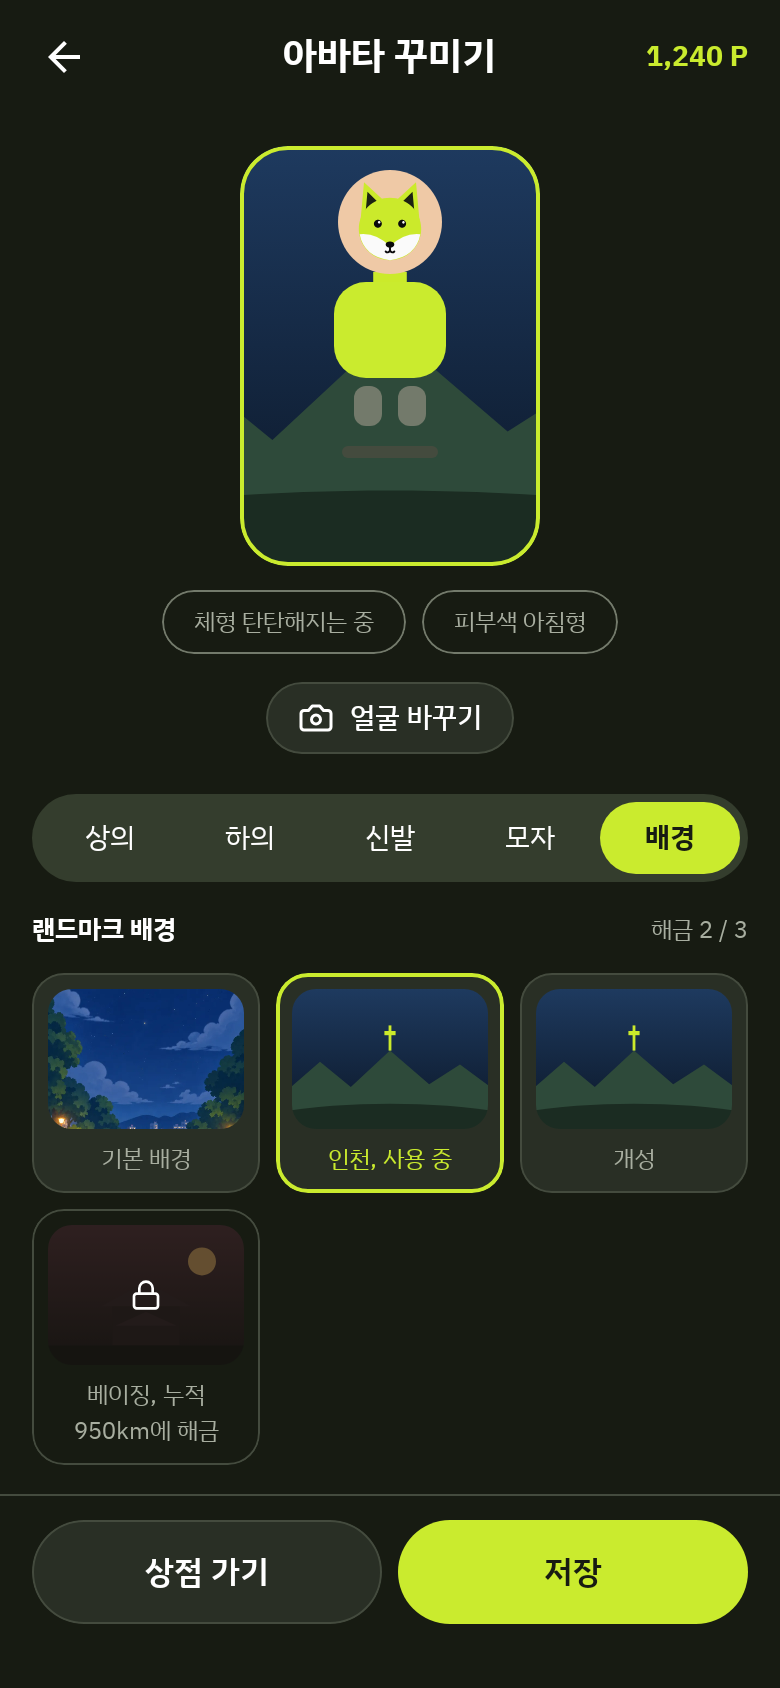 아바타 꾸미기
1,240 P
체형 탄탄해지는 중
피부색 아침형
얼굴 바꾸기
상의
하의
신발
모자
배경
랜드마크 배경
해금 2 / 3
기본 배경
인천, 사용 중
개성
베이징, 누적
950km에 해금
상점 가기
저장